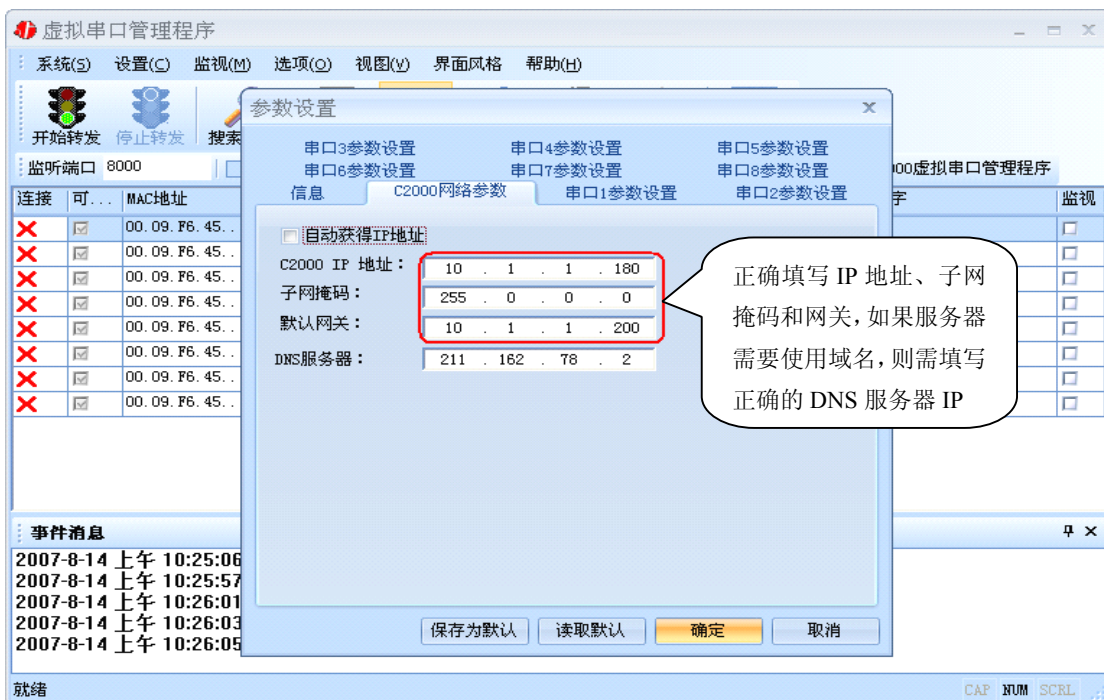 虚拟串口管理程序
系统(S) 设置(C) 监视(M) 选项(O) 视图(V) 界面风格 帮助(H)
开始转发 停止转发 搜索
监听端口 8000
00虚拟串口管理程序
连接 可... MAC地址
字 监视
00.09.F6.45..
00.09.F6.45..
00.09.F6.45..
00.09.F6.45..
00.09.F6.45..
00.09.F6.45..
00.09.F6.45..
00.09.F6.45..
参数设置
串口3参数设置 串口4参数设置 串口5参数设置
串口6参数设置 串口7参数设置 串口8参数设置
信息 C2000网络参数 串口1参数设置 串口2参数设置
自动获得IP地址
C2000 IP 地址： 10 . 1 . 1 . 180
子网掩码： 255 . 0 . 0 . 0
默认网关： 10 . 1 . 1 . 200
DNS服务器： 211 . 162 . 78 . 2
正确填写 IP 地址、子网
掩码和网关，如果服务器
需要使用域名，则需填写
正确的 DNS 服务器 IP
保存为默认 读取默认 确定 取消
事件消息
2007-8-14 上午 10:25:06
2007-8-14 上午 10:25:57
2007-8-14 上午 10:26:01
2007-8-14 上午 10:26:03
2007-8-14 上午 10:26:05
就绪
CAP NUM SCRL